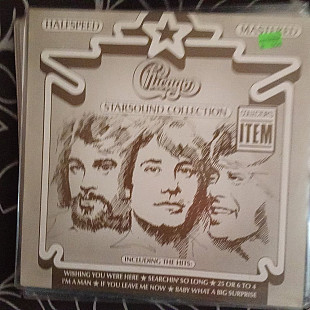 HALFSPEED
MASTERED
Chicago
STARSOUND COLLECTION
ITEM
INCLUDING THE HITS:
WISHING YOU WERE HERE ★ SEARCHIN' SO LONG ★ 25 OR 6 TO 4
I'M A MAN ★ IF YOU LEAVE ME NOW ★ BABY WHAT A BIG SURPRISE